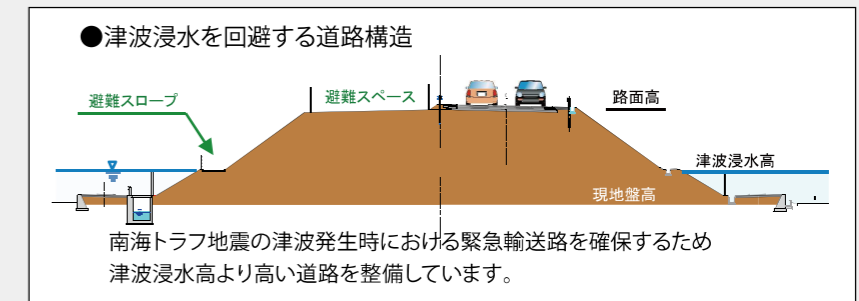 ●津波浸水を回避する道路構造
避難スロープ
避難スペース
路面高
津波浸水高
現地盤高
南海トラフ地震の津波発生時における緊急輸送路を確保するため
津波浸水高より高い道路を整備しています。